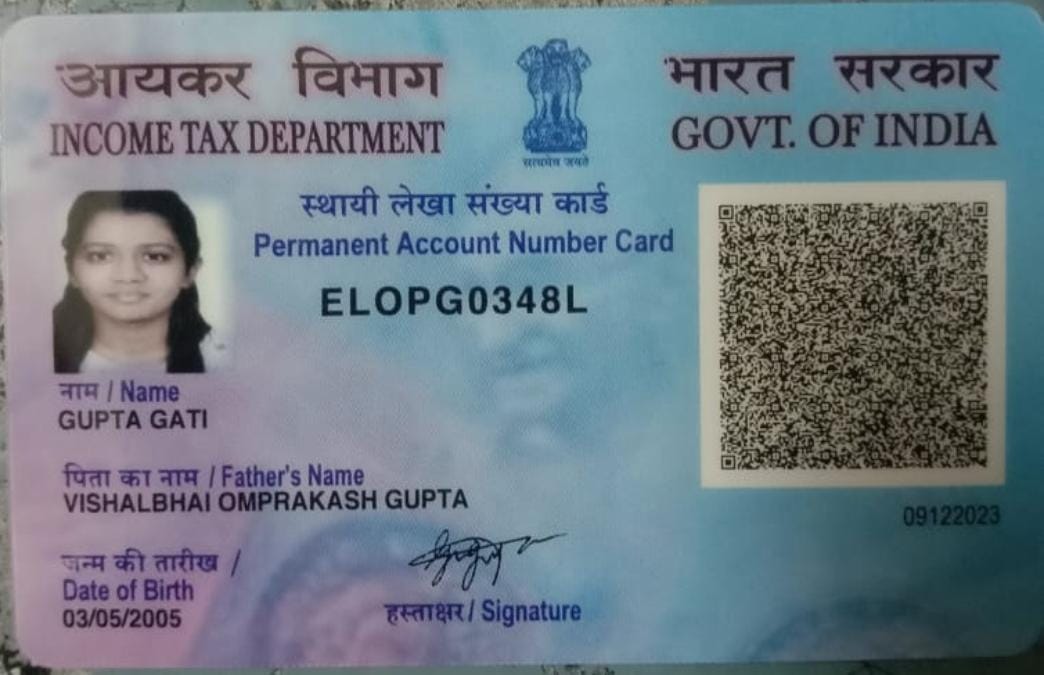 आयकर विभाग
INCOME TAX DEPARTMENT
सत्यमेव जयते
भारत सरकार
GOVT. OF INDIA
स्थायी लेखा संख्या कार्ड
Permanent Account Number Card
ELOPG0348L
नाम / Name
GUPTA GATI
पिता का नाम / Father's Name
VISHALBHAI OMPRAKASH GUPTA
09122023
जन्म की तारीख /
Date of Birth
03/05/2005
हस्ताक्षर / Signature